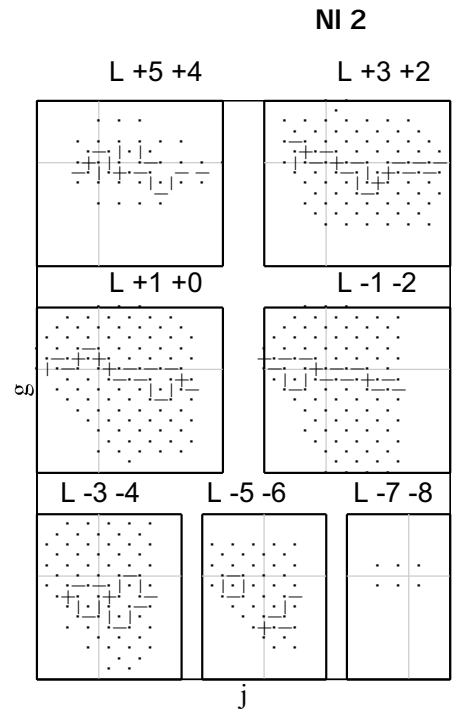 NI 2
L +5 +4
L +3 +2
L +1 +0
L -1 -2
g
L -3 -4
L -5 -6
L -7 -8
j